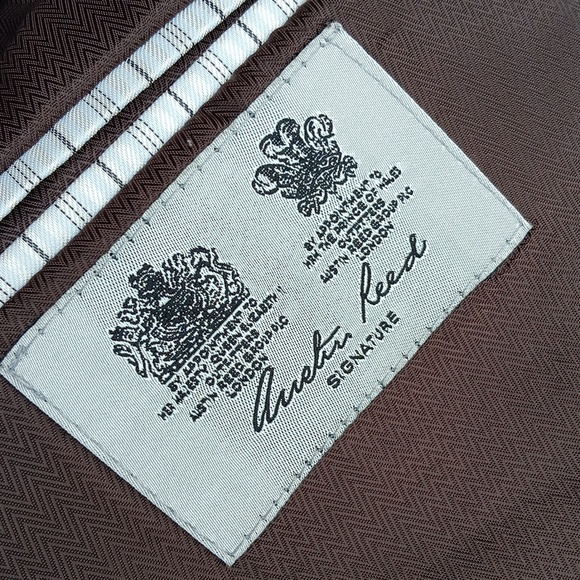 BY APPOINTMENT TO
HER MAJESTY QUEEN ELIZABETH II
OUTFITTERS
AUSTIN REED GROUP PLC
LONDON
BY APPOINTMENT TO
HRH THE PRINCE OF WALES
OUTFITTERS
AUSTIN REED GROUP PLC
LONDON
Austin Reed
SIGNATURE